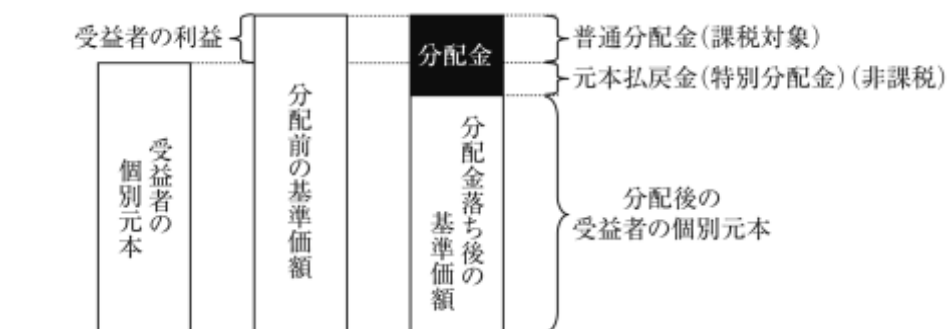 受益者の利益
受益者の
個別元本
分配前の基準価額
分配金
分配金落ち後の
基準価額
普通分配金(課税対象)
元本払戻金(特別分配金)(非課税)
分配後の
受益者の個別元本